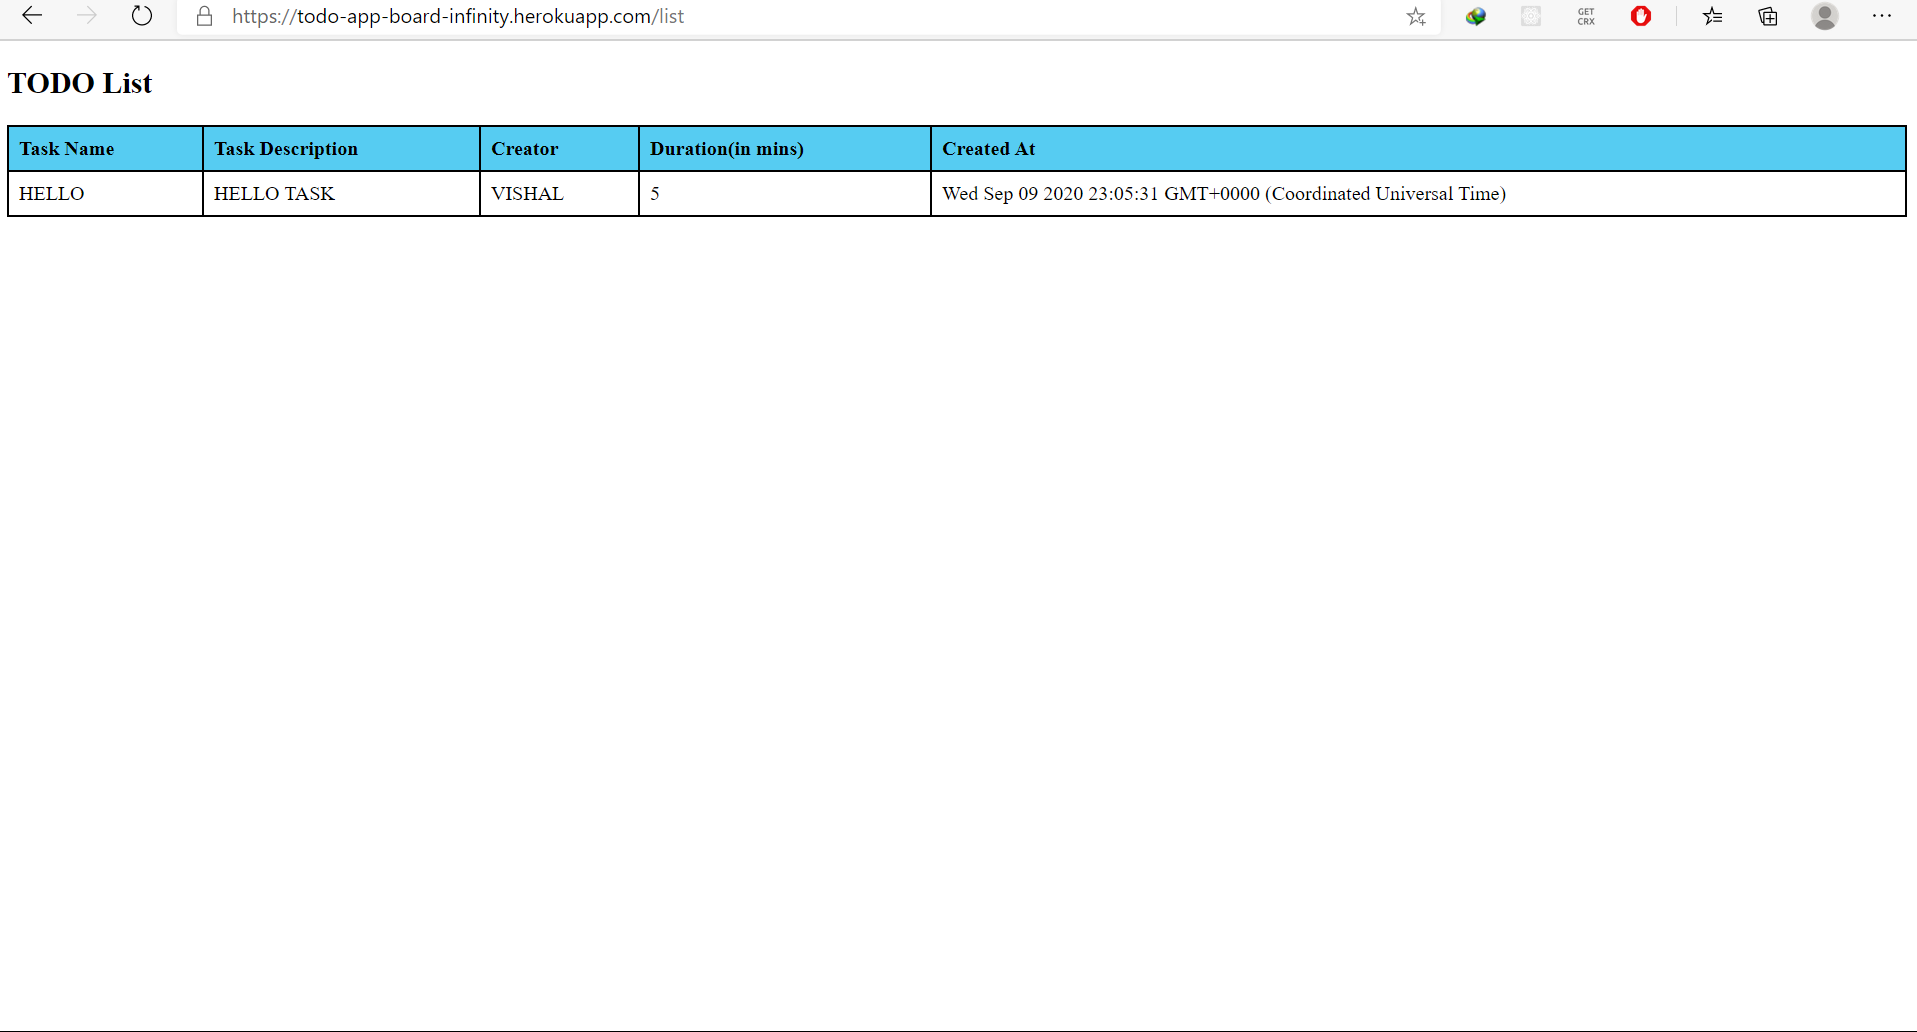 https://todo-app-board-infinity.herokuapp.com/list
GET
CRX
TODO List
Task Name Task Description Creator Duration(in mins) Created At
HELLO HELLO TASK VISHAL 5 Wed Sep 09 2020 23:05:31 GMT+0000 (Coordinated Universal Time)